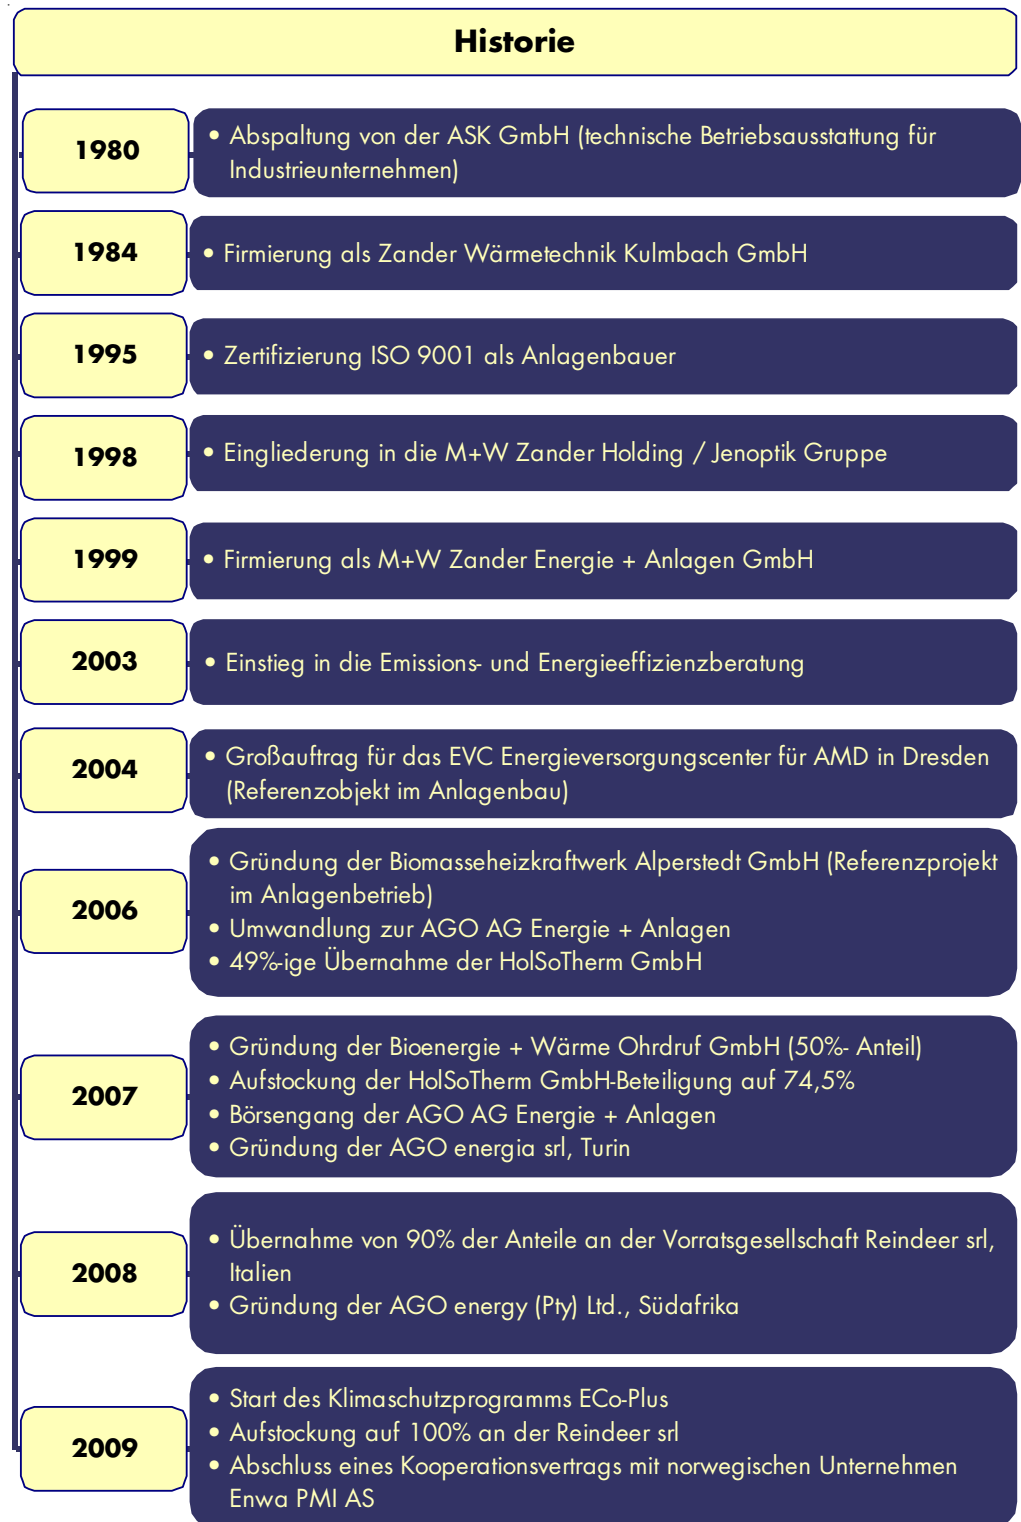 Historie
1980
• Abspaltung von der ASK GmbH (technische Betriebsausstattung für
Industrieunternehmen)
1984
• Firmierung als Zander Wärmetechnik Kulmbach GmbH
1995
• Zertifizierung ISO 9001 als Anlagenbauer
1998
• Eingliederung in die M+W Zander Holding / Jenoptik Gruppe
1999
• Firmierung als M+W Zander Energie + Anlagen GmbH
2003
• Einstieg in die Emissions- und Energieeffizienzberatung
2004
• Großauftrag für das EVC Energieversorgungscenter für AMD in Dresden
(Referenzobjekt im Anlagenbau)
2006
• Gründung der Biomasseheizkraftwerk Alperstedt GmbH (Referenzprojekt
im Anlagenbetrieb)
• Umwandlung zur AGO AG Energie + Anlagen
• 49%-ige Übernahme der HolSoTherm GmbH
2007
• Gründung der Bioenergie + Wärme Ohrdruf GmbH (50%- Anteil)
• Aufstockung der HolSoTherm GmbH-Beteiligung auf 74,5%
• Börsengang der AGO AG Energie + Anlagen
• Gründung der AGO energia srl, Turin
2008
• Übernahme von 90% der Anteile an der Vorratsgesellschaft Reindeer srl,
Italien
• Gründung der AGO energy (Pty) Ltd., Südafrika
2009
• Start des Klimaschutzprogramms ECo-Plus
• Aufstockung auf 100% an der Reindeer srl
• Abschluss eines Kooperationsvertrags mit norwegischen Unternehmen
Enwa PMI AS